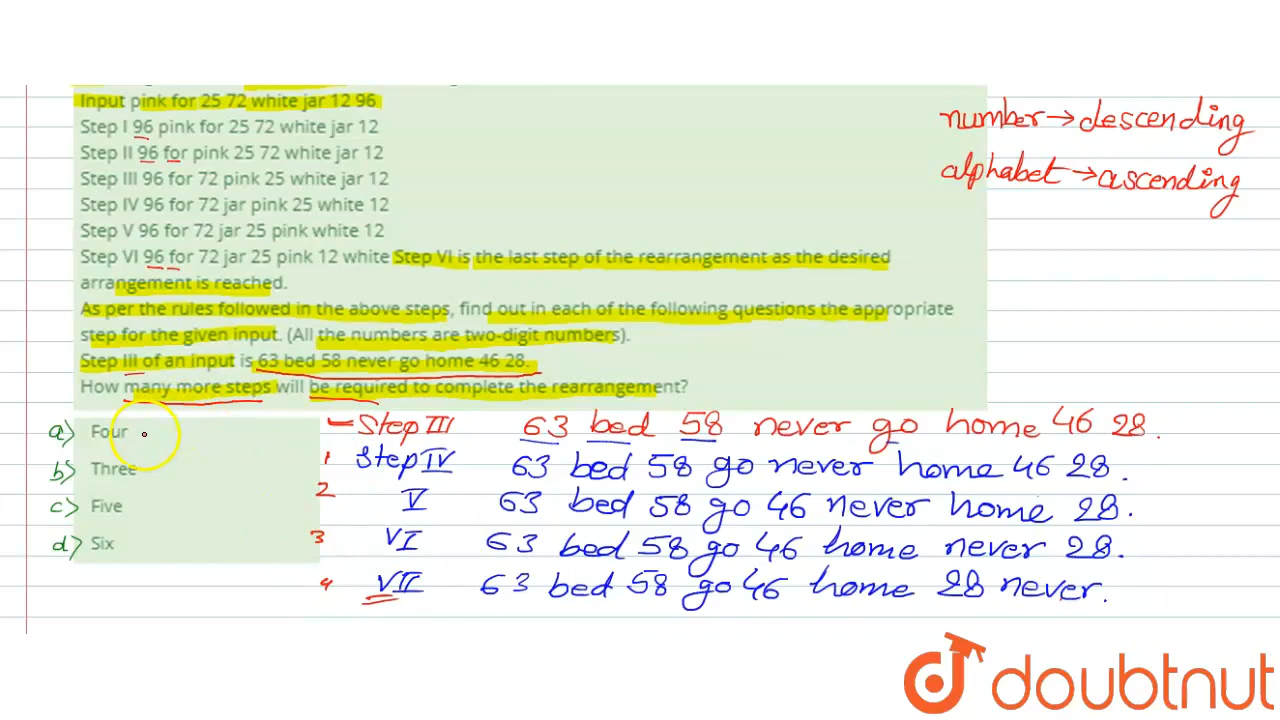 Input pink for 25 72 white jar 12 96
Step I 96 pink for 25 72 white jar 12
Step II 96 for pink 25 72 white jar 12
Step III 96 for 72 pink 25 white jar 12
Step IV 96 for 72 jar pink 25 white 12
Step V 96 for 72 jar 25 pink white 12
Step VI 96 for 72 jar 25 pink 12 white Step VI is the last step of the rearrangement as the desired
arrangement is reached.
As per the rules followed in the above steps, find out in each of the following questions the appropriate
step for the given input. (All the numbers are two-digit numbers).
Step III of an input is 63 bed 58 never go home 46 28.
How many more steps will be required to complete the rearrangement?
number → descending
alphabet → ascending
a) Four
b) Three
c) Five
d) Six
Step III 63 bed 58 never go home 46 28.
1 Step IV 63 bed 58 go never home 46 28.
2 V 63 bed 58 go 46 never home 28.
3 VI 63 bed 58 go 46 home never 28.
4 VII 63 bed 58 go 46 home 28 never.
doubtnut